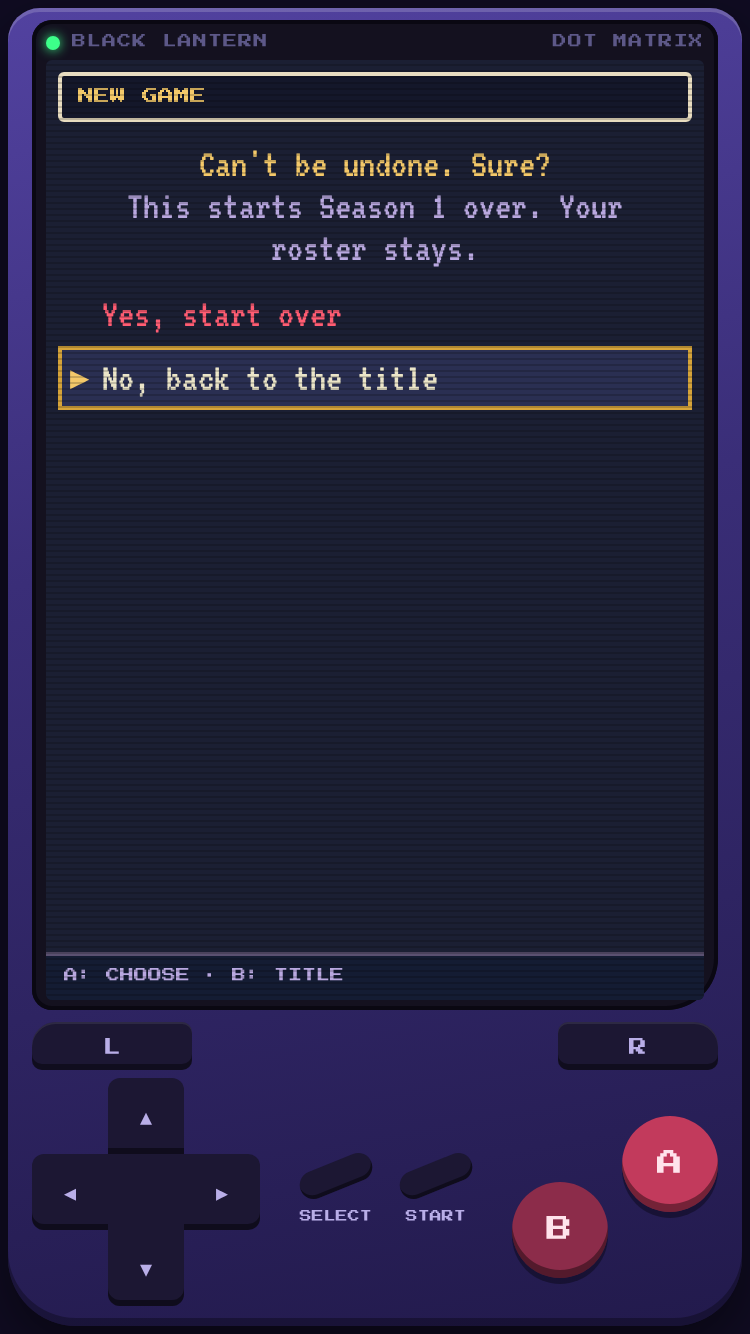 BLACK LANTERN DOT MATRIX
NEW GAME
Can't be undone. Sure?
This starts Season 1 over. Your
roster stays.
Yes, start over
▶ No, back to the title
A: CHOOSE · B: TITLE
L R
▲
◀ ▶
▼
A
B
SELECT START